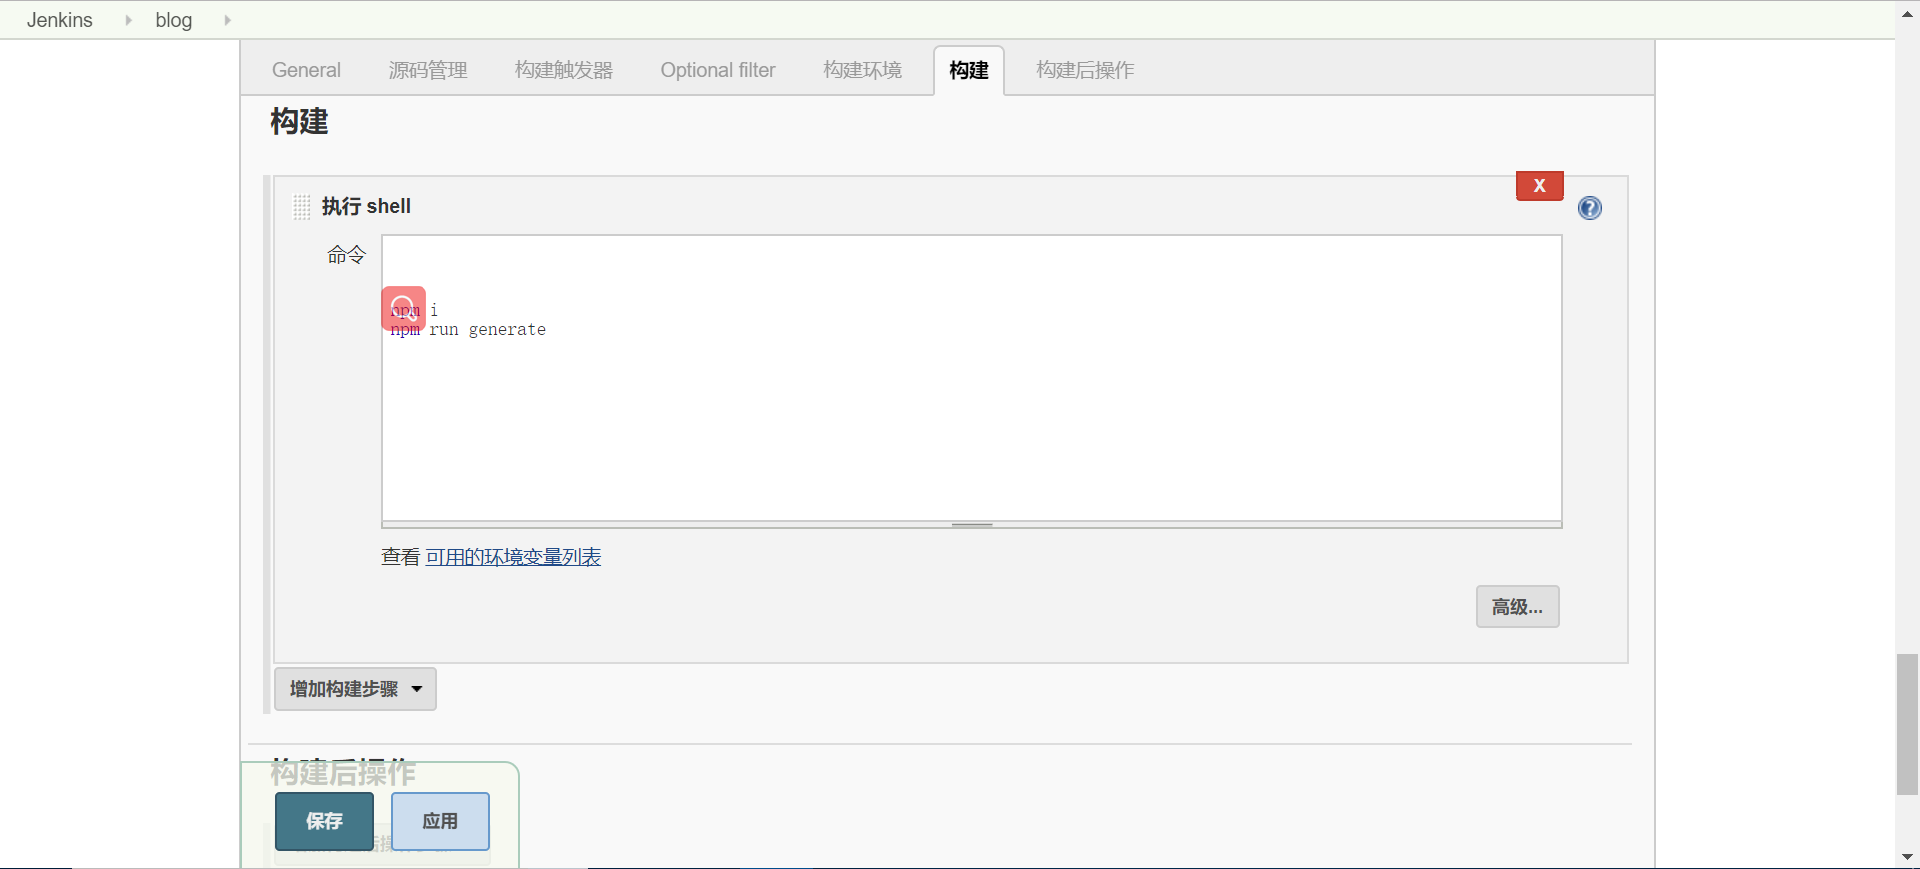 Jenkins blog
General 源码管理 构建触发器 Optional filter 构建环境 构建 构建后操作
构建
X
执行 shell
命令
npm i
npm run generate
查看 可用的环境变量列表
高级...
增加构建步骤
构建后操作
保存 应用